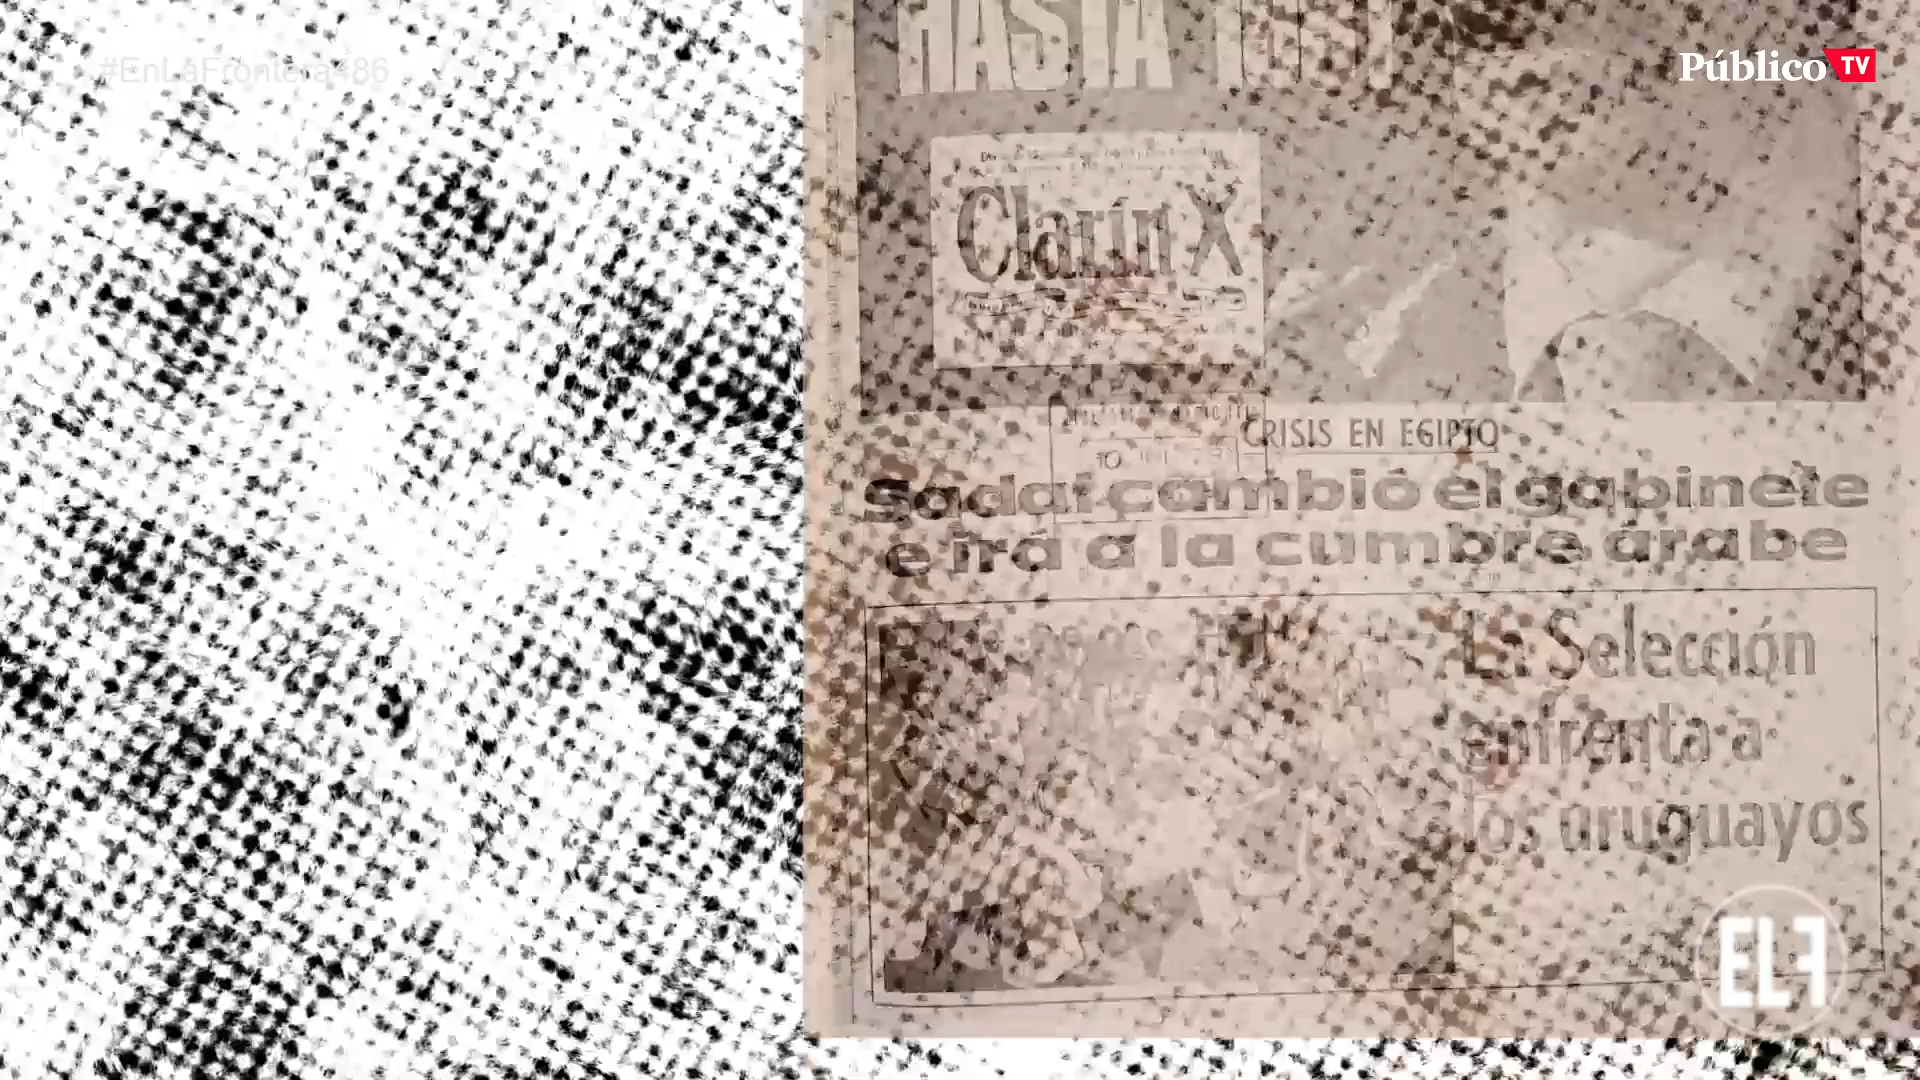 #EnLaFrontera486
HASTA 1981
Público TV
Clarín
CRISIS EN EGIPTO
Sadat cambió el gabinete
e irá a la cumbre árabe
La Selección
enfrenta a
los uruguayos
ELF